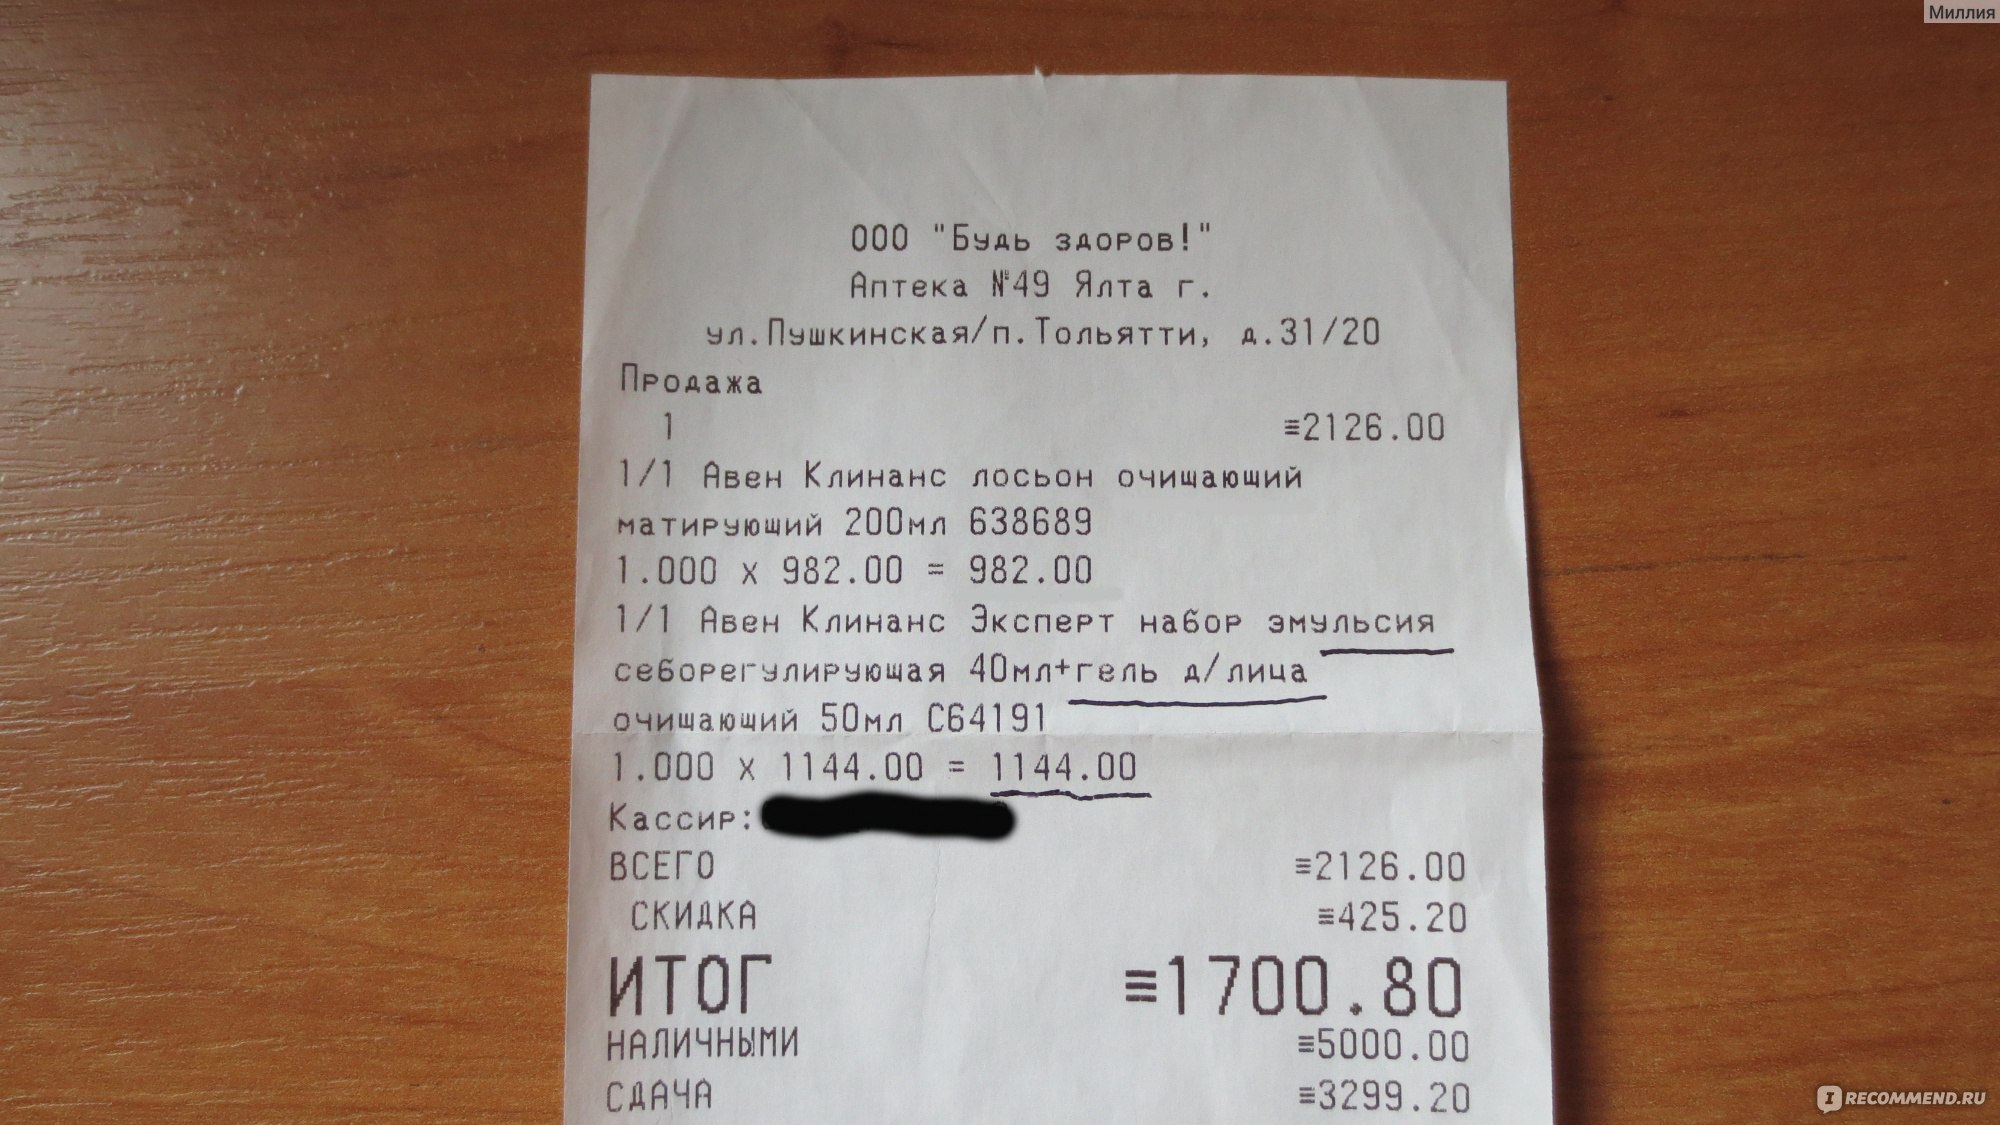 Миллия
ООО "Будь здоров!"
Аптека №49 Ялта г.
ул.Пушкинская/п.Тольятти, д.31/20
Продажа
1 ≡2126.00
1/1 Авен Клинанс лосьон очищающий
матирующий 200мл 638689
1.000 x 982.00 = 982.00
1/1 Авен Клинанс Эксперт набор эмульсия
себорегулирующая 40мл+гель д/лица
очищающий 50мл С64191
1.000 x 1144.00 = 1144.00
Кассир:
ВСЕГО ≡2126.00
СКИДКА ≡425.20
ИТОГ ≡1700.80
НАЛИЧНЫМИ ≡5000.00
СДАЧА ≡3299.20
I RECOMMEND.RU